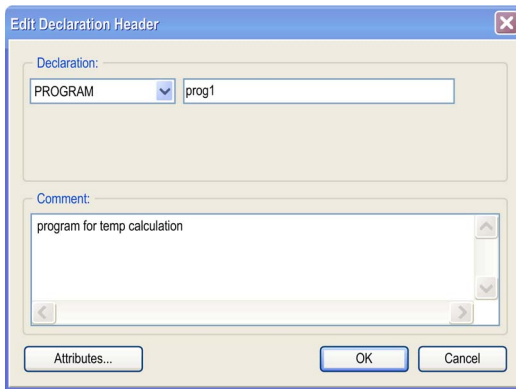 Edit Declaration Header
Declaration:
PROGRAM prog1
Comment:
program for temp calculation
Attributes... OK Cancel